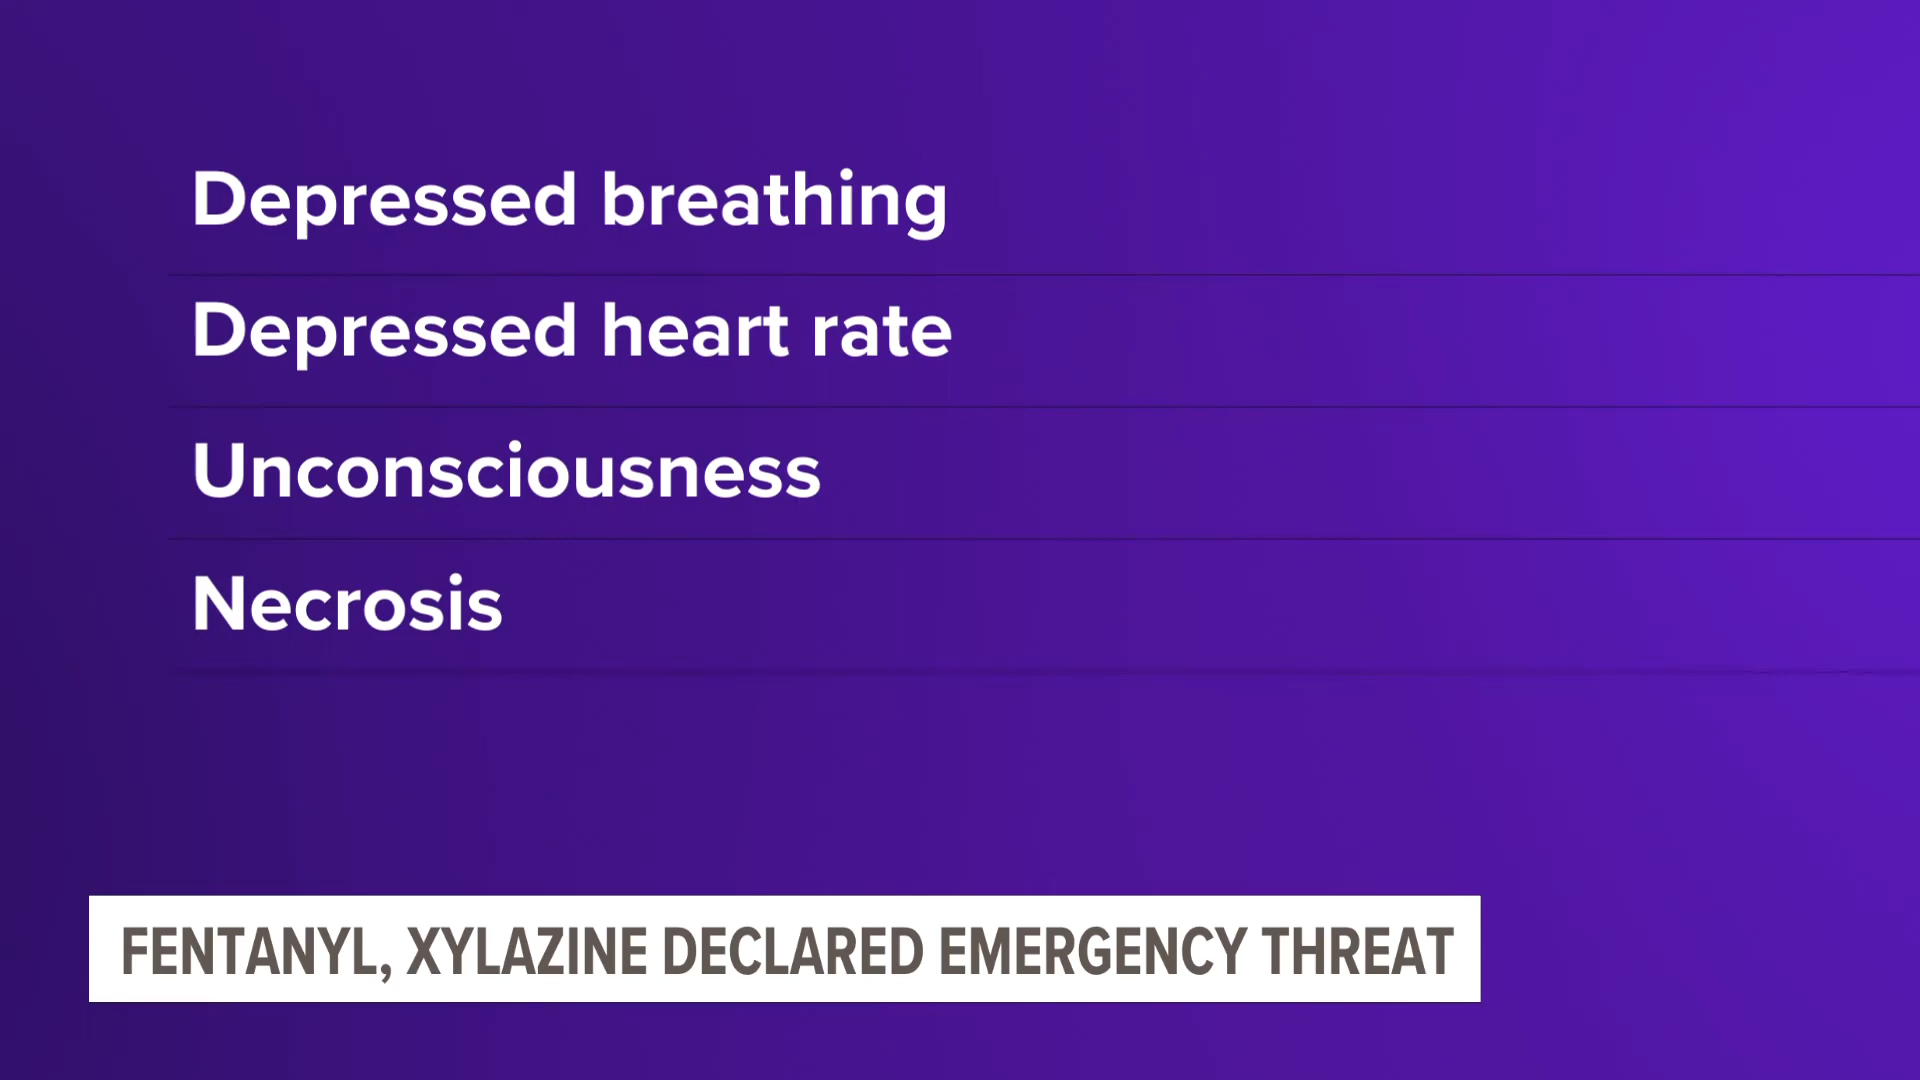 Depressed breathing
Depressed heart rate
Unconsciousness
Necrosis
FENTANYL, XYLAZINE DECLARED EMERGENCY THREAT